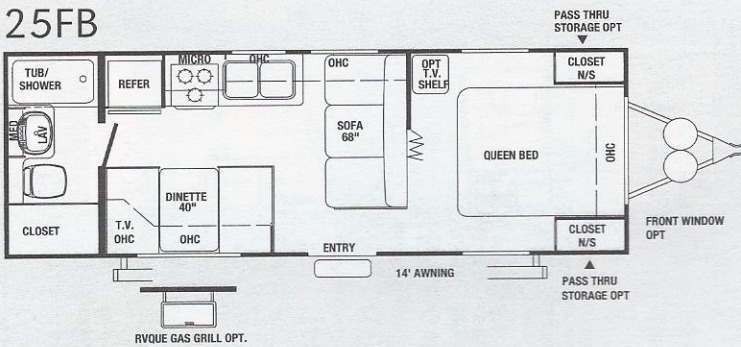 25FB
PASS THRU
STORAGE OPT
TUB/
SHOWER
REFER
MICRO
OHC
OHC
OPT
T.V.
SHELF
CLOSET
N/S
MED
LAV
SOFA
68"
QUEEN BED
OHC
DINETTE
40"
OHC
T.V.
OHC
CLOSET
ENTRY
14' AWNING
CLOSET
N/S
FRONT WINDOW
OPT
PASS THRU
STORAGE OPT
RVQUE GAS GRILL OPT.